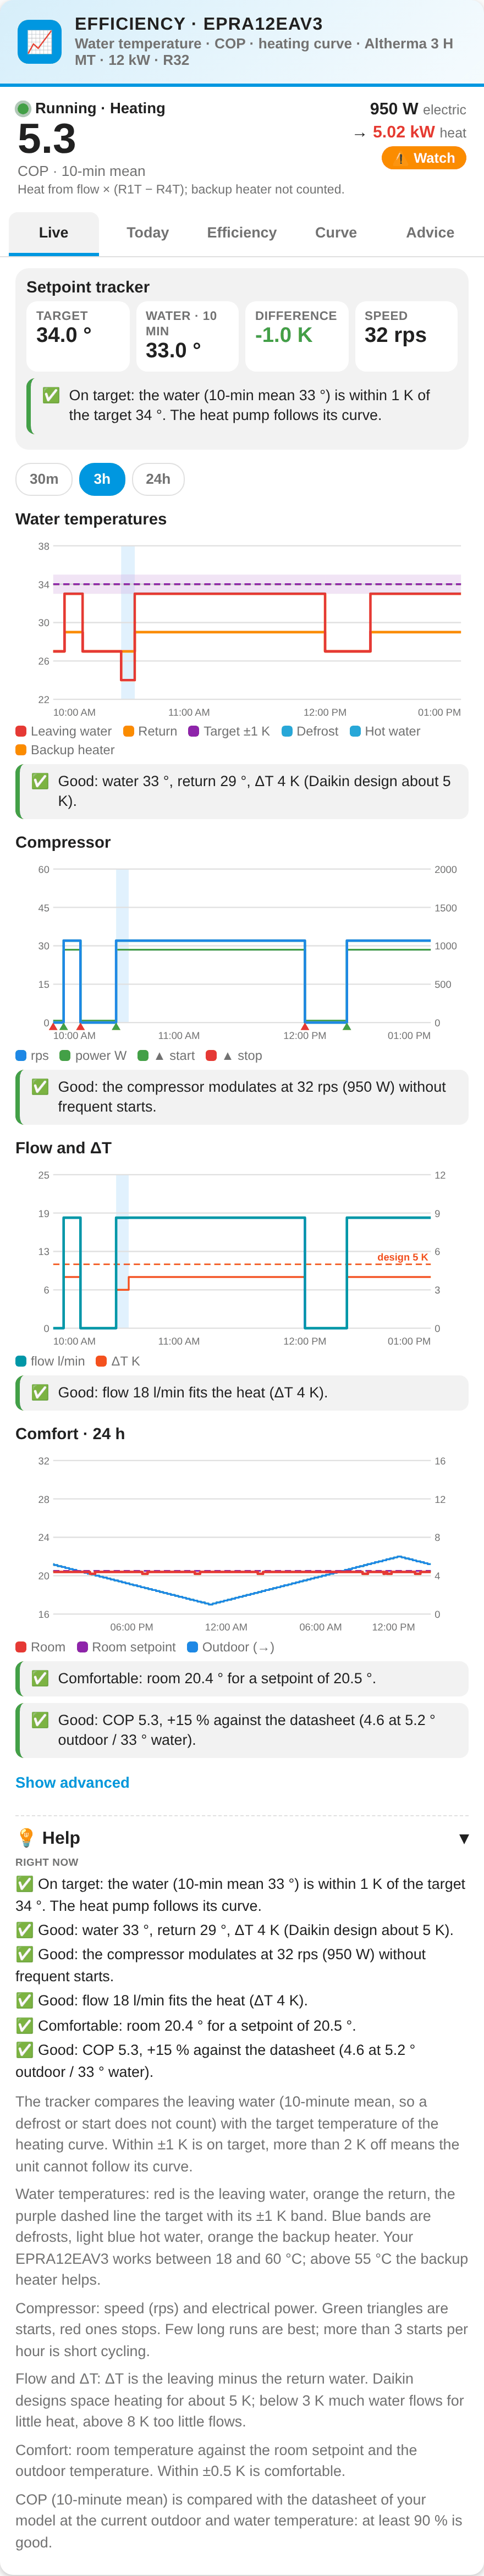 EFFICIENCY · EPRA12EAV3
Water temperature · COP · heating curve · Altherma 3 H
MT · 12 kW · R32
Running · Heating
950 W electric
5.3
→ 5.02 kW heat
⚠ Watch
COP · 10-min mean
Heat from flow × (R1T − R4T); backup heater not counted.
Live Today Efficiency Curve Advice
Setpoint tracker
TARGET
34.0 °
WATER · 10
MIN
33.0 °
DIFFERENCE
-1.0 K
SPEED
32 rps
✅ On target: the water (10-min mean 33 °) is within 1 K of
the target 34 °. The heat pump follows its curve.
30m 3h 24h
Water temperatures
38
34
30
26
22
10:00 AM 11:00 AM 12:00 PM 01:00 PM
Leaving water Return Target ±1 K Defrost Hot water
Backup heater
✅ Good: water 33 °, return 29 °, ΔT 4 K (Daikin design about 5
K).
Compressor
60 2000
45 1500
30 1000
15 500
0 0
10:00 AM 11:00 AM 12:00 PM 01:00 PM
rps power W ▲ start ▲ stop
✅ Good: the compressor modulates at 32 rps (950 W) without
frequent starts.
Flow and ΔT
25 12
19 9
13 6
design 5 K
6 3
0 0
10:00 AM 11:00 AM 12:00 PM 01:00 PM
flow l/min ΔT K
✅ Good: flow 18 l/min fits the heat (ΔT 4 K).
Comfort · 24 h
32 16
28 12
24 8
20 4
16 0
06:00 PM 12:00 AM 06:00 AM 12:00 PM
Room Room setpoint Outdoor (→)
✅ Comfortable: room 20.4 ° for a setpoint of 20.5 °.
✅ Good: COP 5.3, +15 % against the datasheet (4.6 at 5.2 °
outdoor / 33 ° water).
Show advanced
💡 Help ▼
RIGHT NOW
✅ On target: the water (10-min mean 33 °) is within 1 K of the target
34 °. The heat pump follows its curve.
✅ Good: water 33 °, return 29 °, ΔT 4 K (Daikin design about 5 K).
✅ Good: the compressor modulates at 32 rps (950 W) without
frequent starts.
✅ Good: flow 18 l/min fits the heat (ΔT 4 K).
✅ Comfortable: room 20.4 ° for a setpoint of 20.5 °.
✅ Good: COP 5.3, +15 % against the datasheet (4.6 at 5.2 °
outdoor / 33 ° water).
The tracker compares the leaving water (10-minute mean, so a
defrost or start does not count) with the target temperature of the
heating curve. Within ±1 K is on target, more than 2 K off means the
unit cannot follow its curve.
Water temperatures: red is the leaving water, orange the return, the
purple dashed line the target with its ±1 K band. Blue bands are
defrosts, light blue hot water, orange the backup heater. Your
EPRA12EAV3 works between 18 and 60 °C; above 55 °C the backup
heater helps.
Compressor: speed (rps) and electrical power. Green triangles are
starts, red ones stops. Few long runs are best; more than 3 starts per
hour is short cycling.
Flow and ΔT: ΔT is the leaving minus the return water. Daikin
designs space heating for about 5 K; below 3 K much water flows for
little heat, above 8 K too little flows.
Comfort: room temperature against the room setpoint and the
outdoor temperature. Within ±0.5 K is comfortable.
COP (10-minute mean) is compared with the datasheet of your
model at the current outdoor and water temperature: at least 90 % is
good.